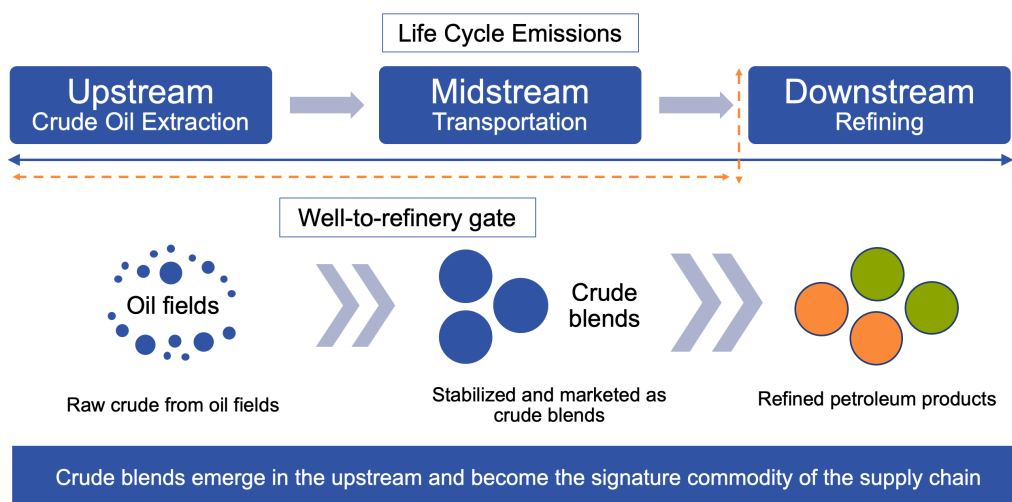 Life Cycle Emissions
Upstream
Crude Oil Extraction
Midstream
Transportation
Downstream
Refining
Well-to-refinery gate
Oil fields
Crude
blends
Raw crude from oil fields
Stabilized and marketed as
crude blends
Refined petroleum products
Crude blends emerge in the upstream and become the signature commodity of the supply chain